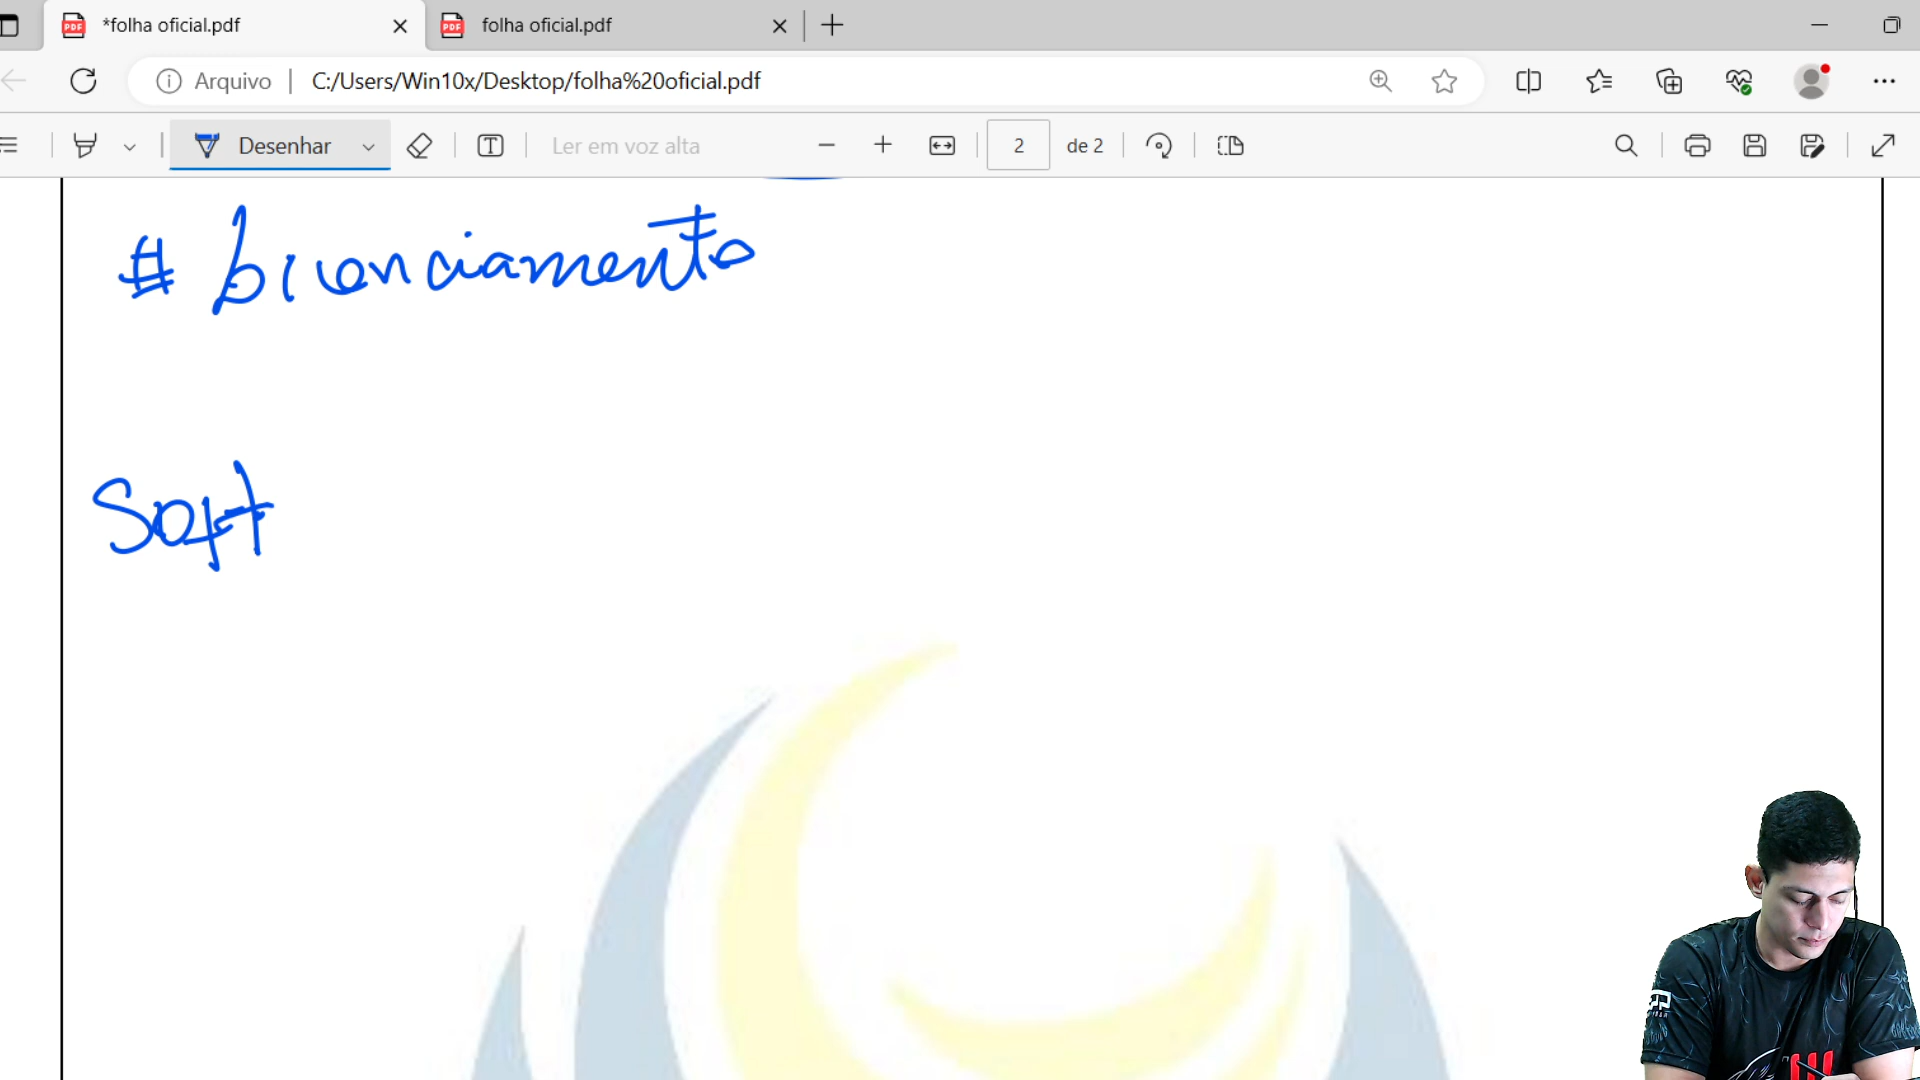 *folha oficial.pdf
folha oficial.pdf
Arquivo | C:/Users/Win10x/Desktop/folha%20oficial.pdf
Desenhar
Ler em voz alta
2 de 2
# Licenciamento
Soft